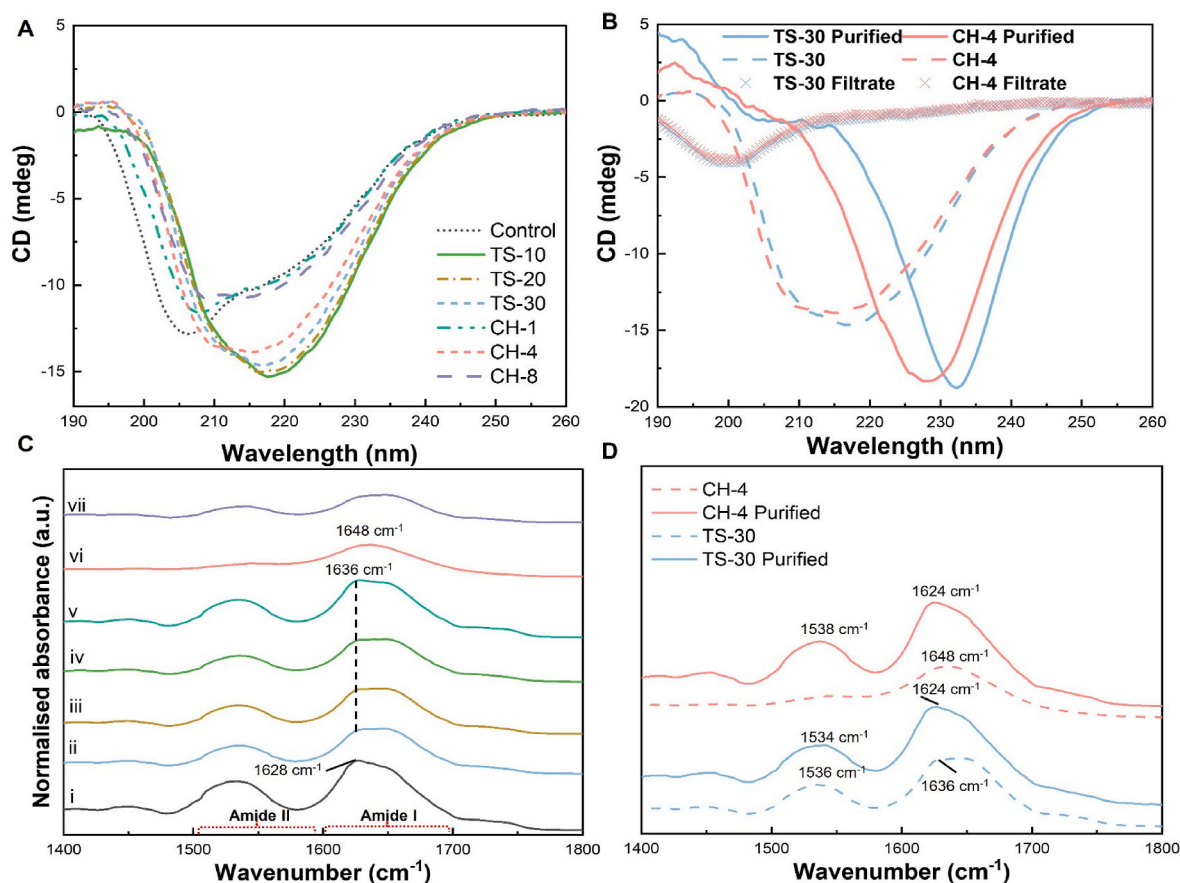 A
CD (mdeg)
5
0
-5
-10
-15
Control
TS-10
TS-20
TS-30
CH-1
CH-4
CH-8
190 200 210 220 230 240 250 260
Wavelength (nm)
B
CD (mdeg)
5
0
-5
-10
-15
-20
TS-30 Purified CH-4 Purified
TS-30 CH-4
TS-30 Filtrate CH-4 Filtrate
190 200 210 220 230 240 250 260
Wavelength (nm)
C
Normalised absorbance (a.u.)
vii
vi
1648 cm⁻¹
1636 cm⁻¹
v
iv
iii
ii
1628 cm⁻¹
i
Amide II Amide I
1400 1500 1600 1700 1800
Wavenumber (cm⁻¹)
D
CH-4
CH-4 Purified
TS-30
TS-30 Purified
1624 cm⁻¹
1538 cm⁻¹
1648 cm⁻¹
1624 cm⁻¹
1534 cm⁻¹
1536 cm⁻¹
1636 cm⁻¹
1400 1500 1600 1700 1800
Wavenumber (cm⁻¹)